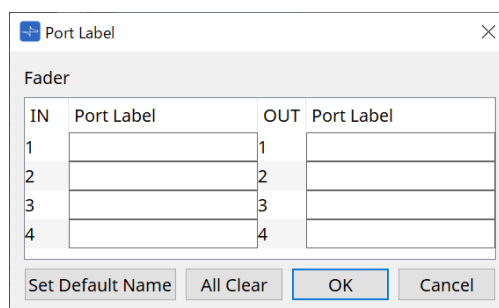 Port Label
Fader
IN Port Label OUT Port Label
1 1
2 2
3 3
4 4
Set Default Name All Clear OK Cancel